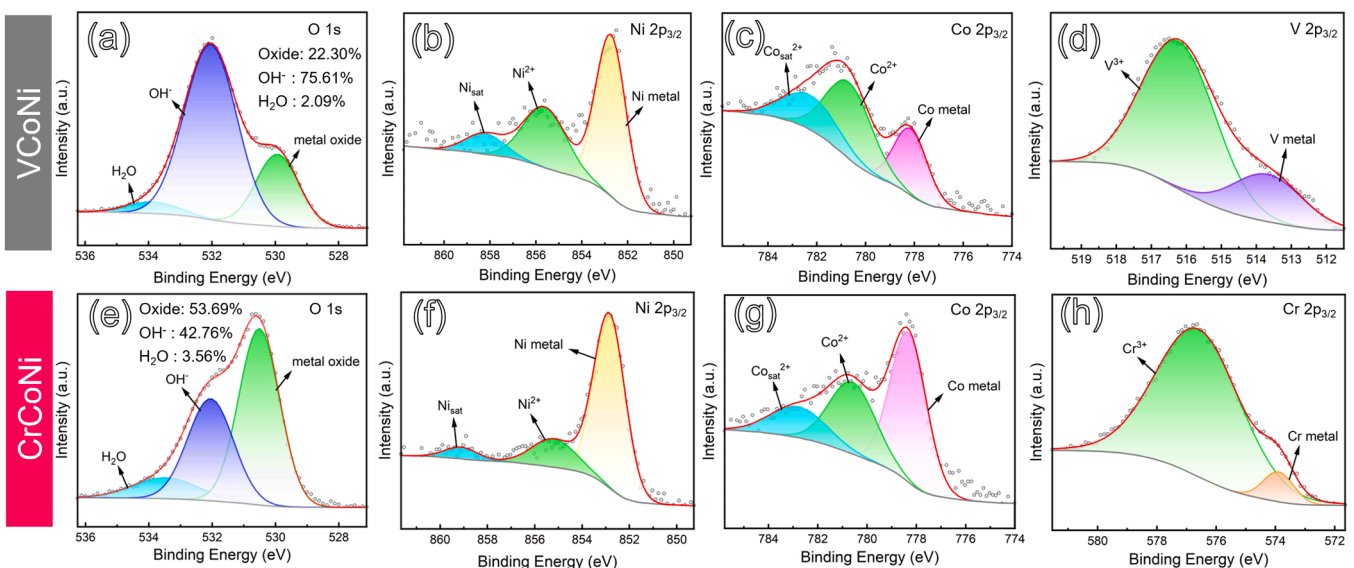 VCoNi
(a)
O 1s
Oxide: 22.30%
OH⁻ : 75.61%
H₂O : 2.09%
OH⁻
metal oxide
H₂O
Intensity (a.u.)
536 534 532 530 528
Binding Energy (eV)
(b)
Ni 2p₃/₂
Ni²⁺
Niₛₐₜ
Ni metal
Intensity (a.u.)
860 858 856 854 852 850
Binding Energy (eV)
(c)
Co 2p₃/₂
Coₛₐₜ²⁺
Co²⁺
Co metal
Intensity (a.u.)
784 782 780 778 776 774
Binding Energy (eV)
(d)
V 2p₃/₂
V³⁺
V metal
Intensity (a.u.)
519 518 517 516 515 514 513 512
Binding Energy (eV)
CrCoNi
(e)
O 1s
Oxide: 53.69%
OH⁻ : 42.76%
H₂O : 3.56%
metal oxide
OH⁻
H₂O
Intensity (a.u.)
536 534 532 530 528
Binding Energy (eV)
(f)
Ni 2p₃/₂
Ni metal
Niₛₐₜ
Ni²⁺
Intensity (a.u.)
860 858 856 854 852 850
Binding Energy (eV)
(g)
Co 2p₃/₂
Co²⁺
Coₛₐₜ²⁺
Co metal
Intensity (a.u.)
784 782 780 778 776 774
Binding Energy (eV)
(h)
Cr 2p₃/₂
Cr³⁺
Cr metal
Intensity (a.u.)
580 578 576 574 572
Binding Energy (eV)